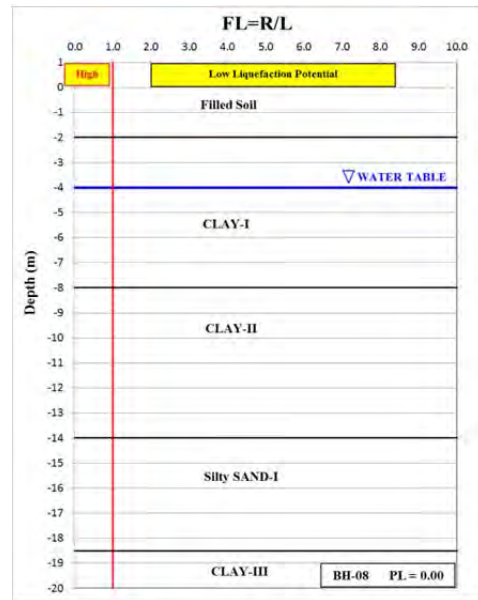 FL=R/L
0.0 1.0 2.0 3.0 4.0 5.0 6.0 7.0 8.0 9.0 10.0
1
High Low Liquefaction Potential
0
Filled Soil
-1
-2
-3
WATER TABLE
-4
-5
CLAY-I
-6
-7
Depth (m)
-8
-9
CLAY-II
-10
-11
-12
-13
-14
-15
Silty SAND-I
-16
-17
-18
-19
CLAY-III
BH-08 PL = 0.00
-20